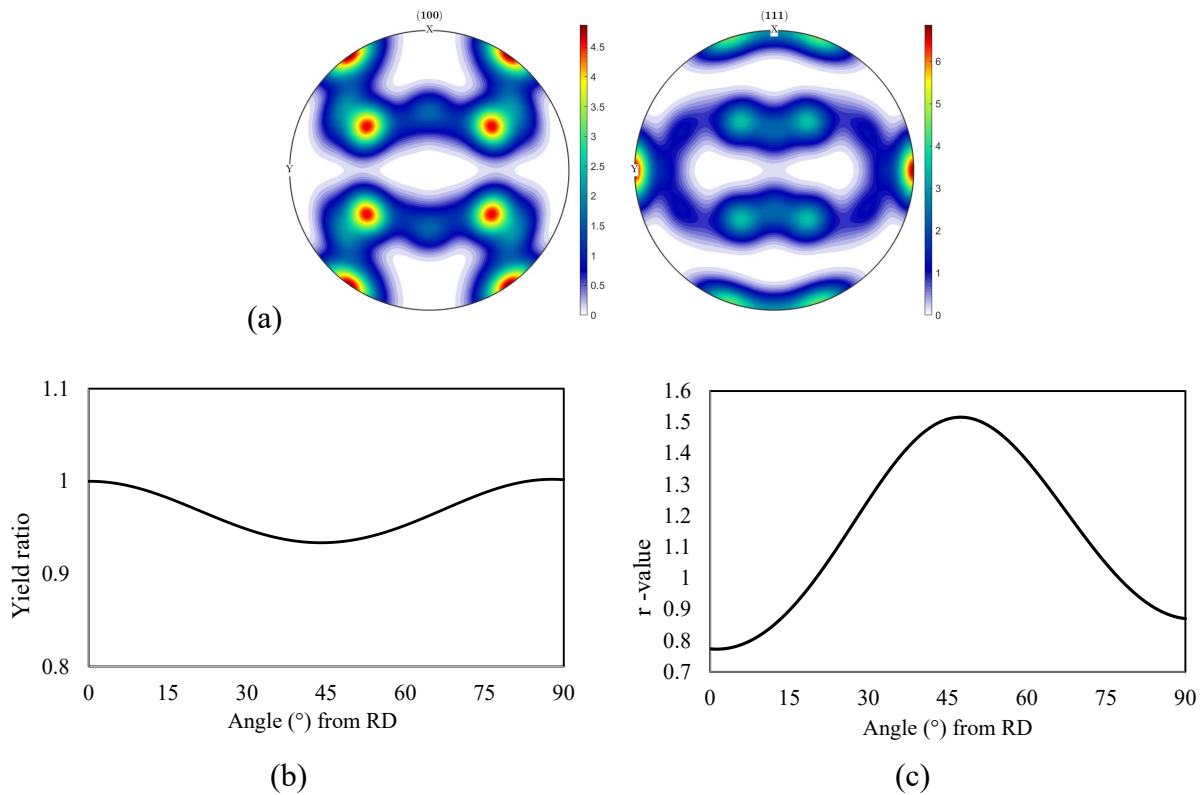 (100)
X
Y
4.5
4
3.5
3
2.5
2
1.5
1
0.5
0
(111)
X
Y
6
5
4
3
2
1
0
(a)
1.1
1
0.9
0.8
Yield ratio
0 15 30 45 60 75 90
Angle (°) from RD
(b)
1.6
1.5
1.4
1.3
1.2
1.1
1
0.9
0.8
0.7
r -value
0 15 30 45 60 75 90
Angle (°) from RD
(c)